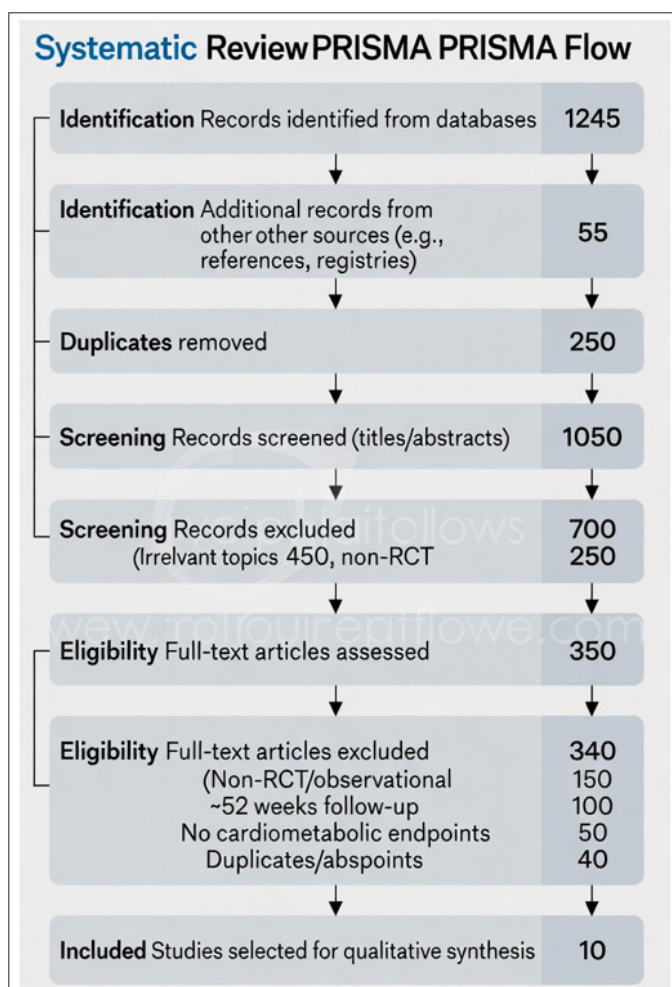 Systematic Review PRISMA PRISMA Flow
Identification Records identified from databases 1245
Identification Additional records from
other other sources (e.g., 55
references, registries)
Duplicates removed 250
Screening Records screened (titles/abstracts) 1050
Screening Records excluded 700
(Irrelvant topics 450, non-RCT 250
Eligibility Full-text articles assessed 350
Eligibility Full-text articles excluded 340
(Non-RCT/observational 150
~52 weeks follow-up 100
No cardiometabolic endpoints 50
Duplicates/abspoints 40
Included Studies selected for qualitative synthesis 10